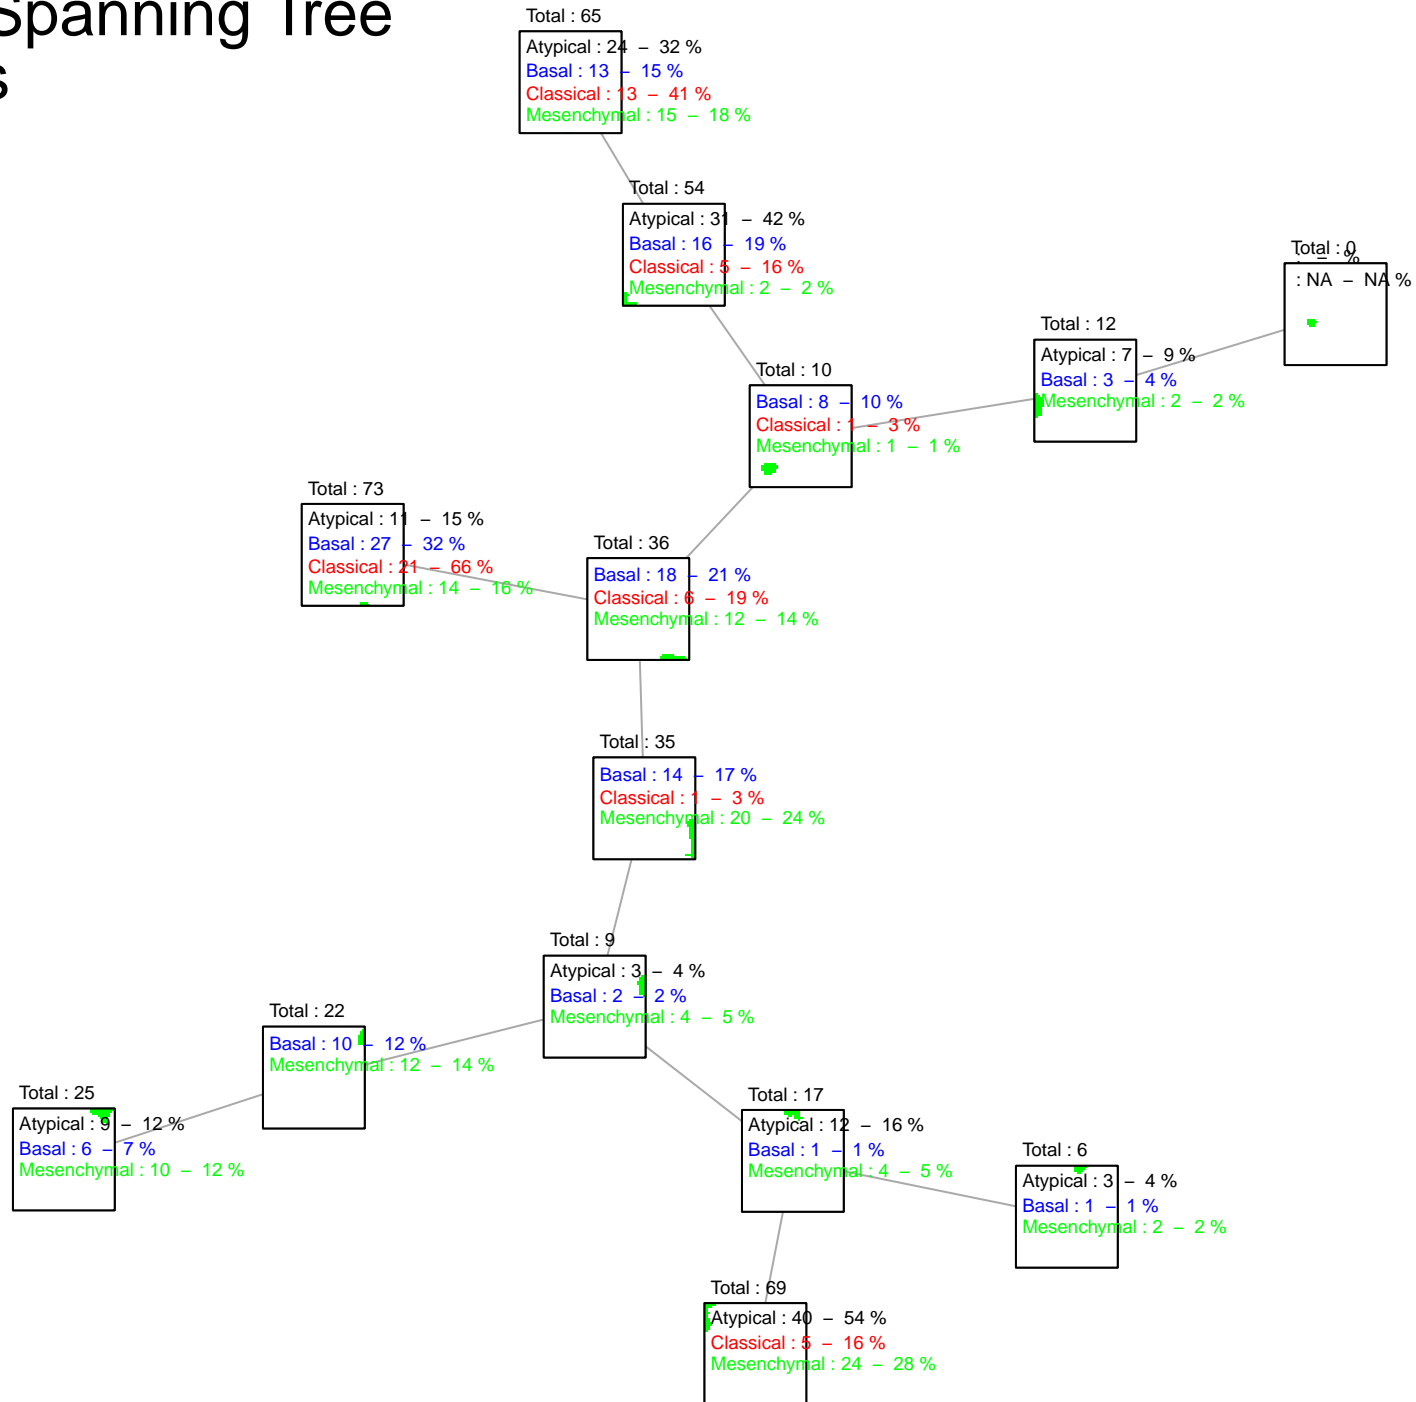 Spanning Tree
s
Total : 65
Atypical : 24 – 32 %
Basal : 13 – 15 %
Classical : 13 – 41 %
Mesenchymal : 15 – 18 %
Total : 54
Atypical : 31 – 42 %
Basal : 16 – 19 %
Classical : 5 – 16 %
Mesenchymal : 2 – 2 %
Total : 0
: – %
: NA – NA %
Total : 12
Atypical : 7 – 9 %
Basal : 3 – 4 %
Mesenchymal : 2 – 2 %
Total : 10
Basal : 8 – 10 %
Classical : 1 – 3 %
Mesenchymal : 1 – 1 %
Total : 73
Atypical : 11 – 15 %
Basal : 27 – 32 %
Classical : 21 – 66 %
Mesenchymal : 14 – 16 %
Total : 36
Basal : 18 – 21 %
Classical : 6 – 19 %
Mesenchymal : 12 – 14 %
Total : 35
Basal : 14 – 17 %
Classical : 1 – 3 %
Mesenchymal : 20 – 24 %
Total : 9
Atypical : 3 – 4 %
Basal : 2 – 2 %
Mesenchymal : 4 – 5 %
Total : 22
Basal : 10 – 12 %
Mesenchymal : 12 – 14 %
Total : 25
Atypical : 9 – 12 %
Basal : 6 – 7 %
Mesenchymal : 10 – 12 %
Total : 17
Atypical : 12 – 16 %
Basal : 1 – 1 %
Mesenchymal : 4 – 5 %
Total : 6
Atypical : 3 – 4 %
Basal : 1 – 1 %
Mesenchymal : 2 – 2 %
Total : 69
Atypical : 40 – 54 %
Classical : 5 – 16 %
Mesenchymal : 24 – 28 %